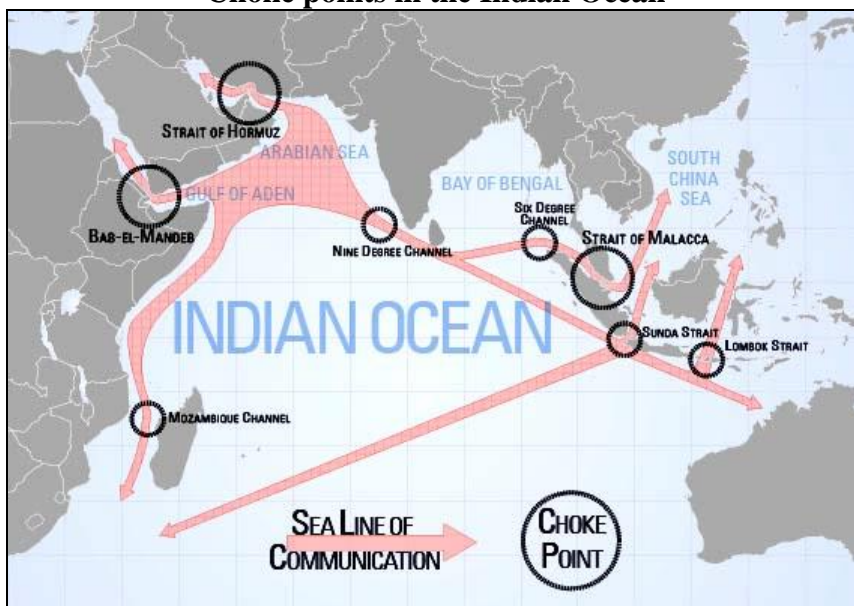 Choke points in the Indian Ocean
STRAIT OF HORMUZ
ARABIAN SEA
GULF OF ADEN
BAB-EL-MANDEB
BAY OF BENGAL
SOUTH
CHINA
SEA
SIX DEGREE
CHANNEL
STRAIT OF MALACCA
NINE DEGREE CHANNEL
INDIAN OCEAN
SUNDA STRAIT
LOMBOK STRAIT
MOZAMBIQUE CHANNEL
SEA LINE OF
COMMUNICATION
CHOKE
POINT